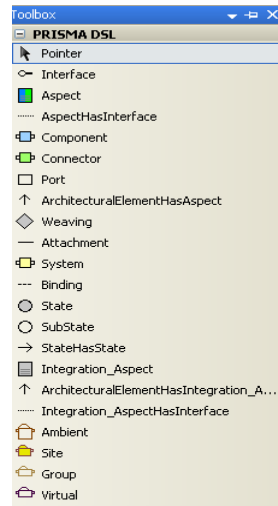 Toolbox
PRISMA DSL
Pointer
Interface
Aspect
AspectHasInterface
Component
Connector
Port
ArchitecturalElementHasAspect
Weaving
Attachment
System
Binding
State
SubState
StateHasState
Integration_Aspect
ArchitecturalElementHasIntegration_A...
Integration_AspectHasInterface
Ambient
Site
Group
Virtual